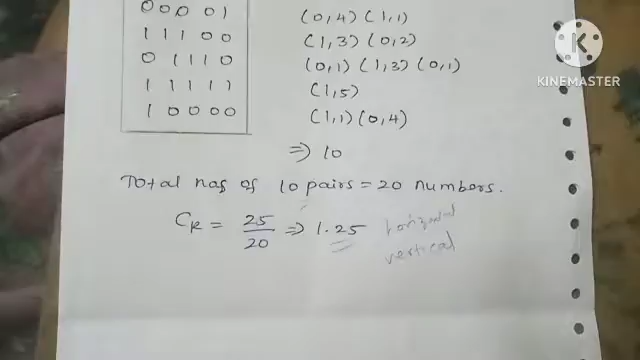 0 0 0 0 1 (0,4) (1,1)
1 1 1 0 0 (1,3) (0,2)
0 1 1 1 0 (0,1) (1,3) (0,1)
1 1 1 1 1 (1,5)
1 0 0 0 0 (1,1) (0,4)
⇒ 10
Total nos of 10 pairs = 20 numbers.
CR = 25/20 ⇒ 1.25
horizontal
vertical
KINEMASTER